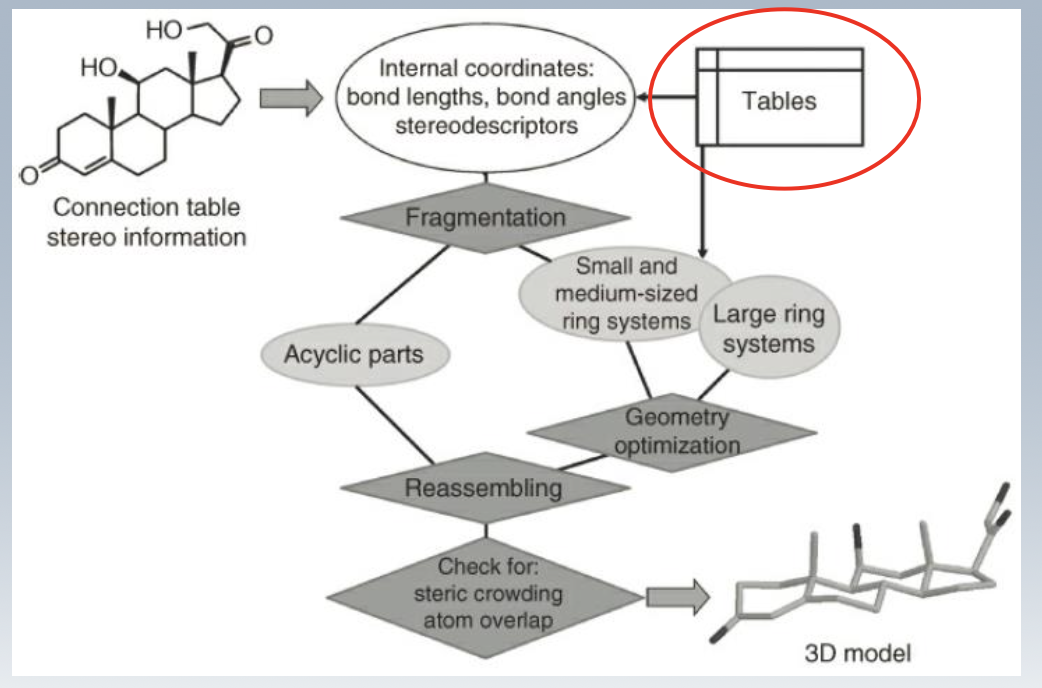 HO
O
HO
O
Connection table
stereo information
Internal coordinates:
bond lengths, bond angles
stereodescriptors
Tables
Fragmentation
Small and
medium-sized
ring systems
Large ring
systems
Acyclic parts
Geometry
optimization
Reassembling
Check for:
steric crowding
atom overlap
3D model